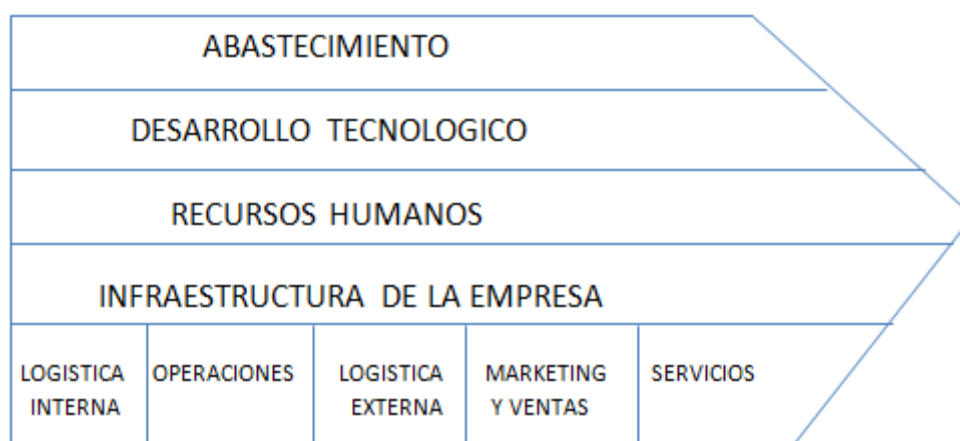 ABASTECIMIENTO
DESARROLLO TECNOLOGICO
RECURSOS HUMANOS
INFRAESTRUCTURA DE LA EMPRESA
LOGISTICA INTERNA
OPERACIONES
LOGISTICA EXTERNA
MARKETING Y VENTAS
SERVICIOS